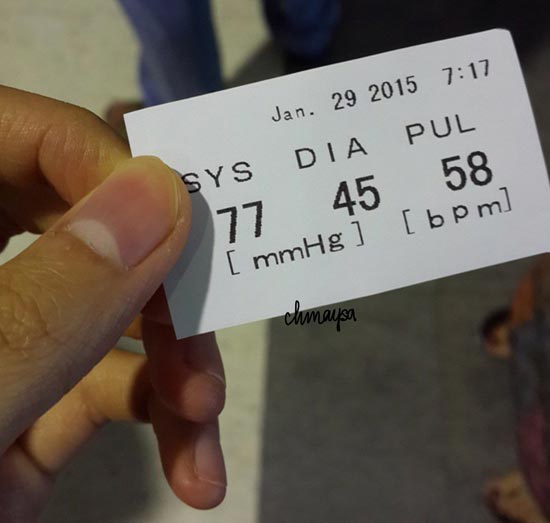 Jan. 29 2015 7:17
SYS DIA PUL
77 45 58
[ mmHg ] [ bpm ]
chmaysa